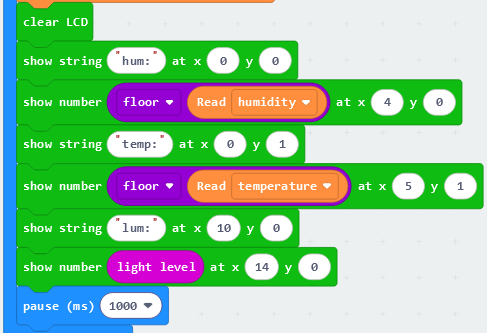 clear LCD
show string "hum:" at x 0 y 0
show number floor Read humidity at x 4 y 0
show string "temp:" at x 0 y 1
show number floor Read temperature at x 5 y 1
show string "lum:" at x 10 y 0
show number light level at x 14 y 0
pause (ms) 1000